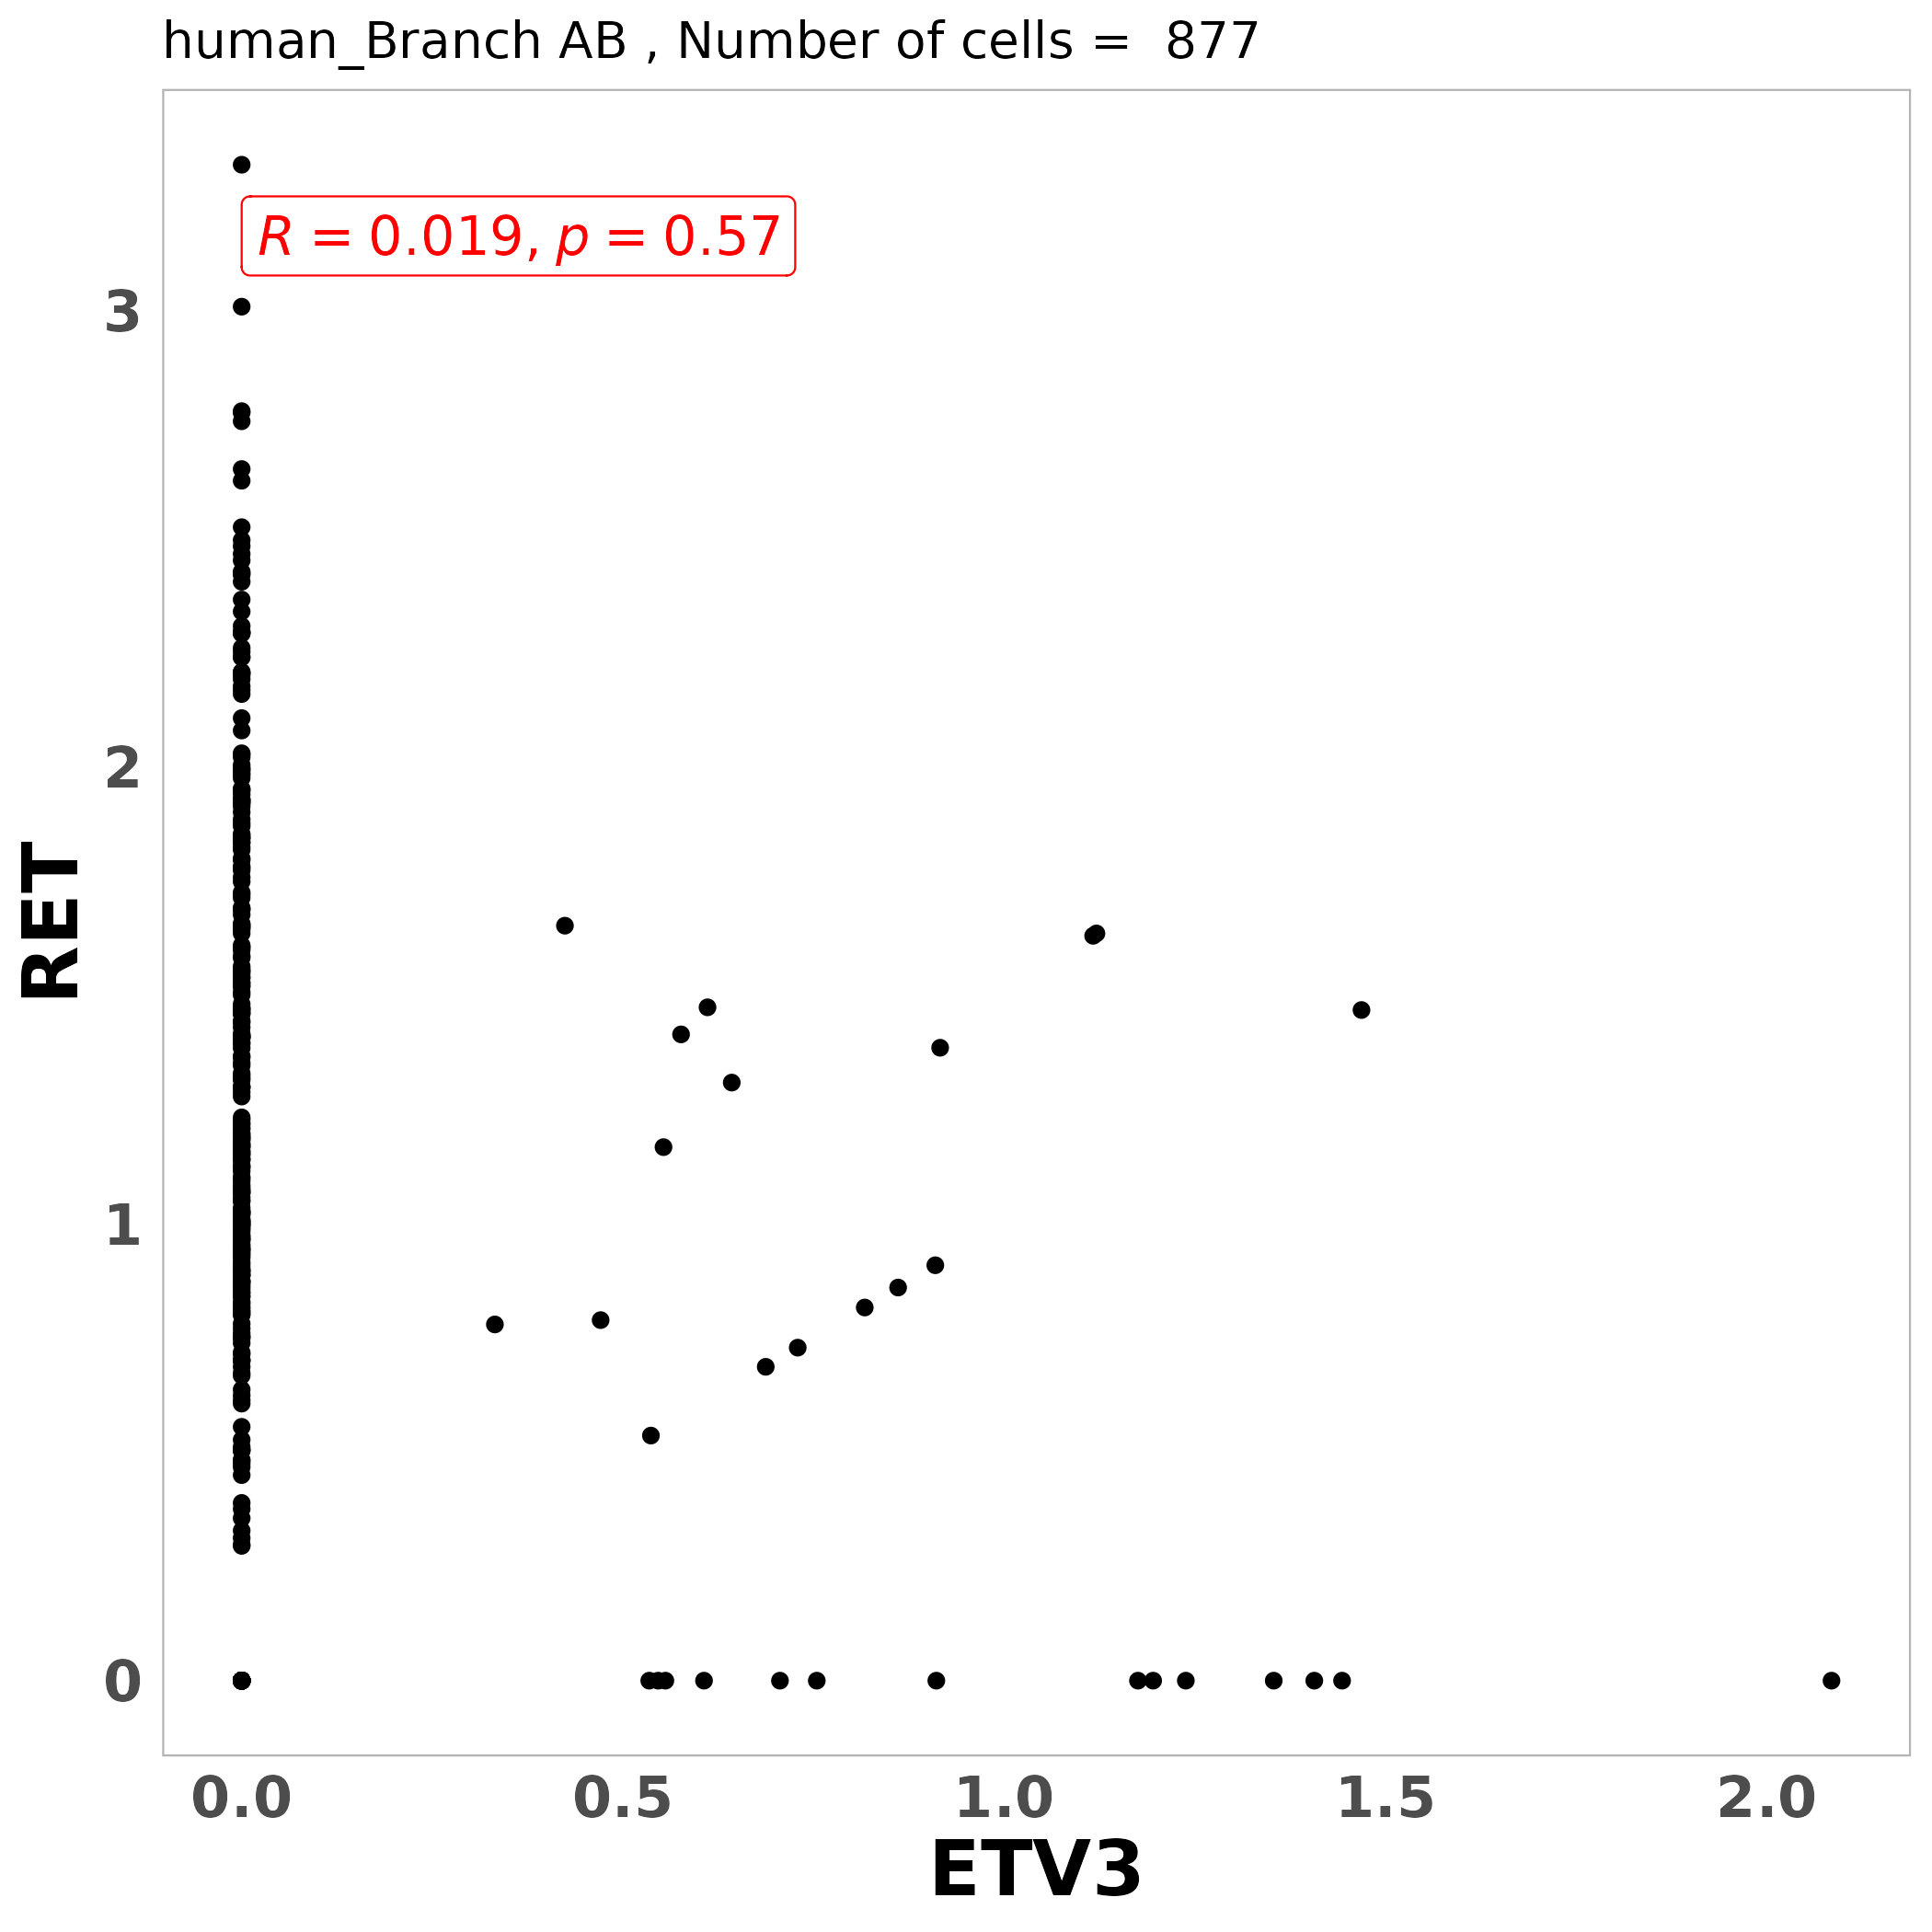 human_Branch AB , Number of cells =  877
R = 0.019, p = 0.57
3
2
1
0
RET
0.0 0.5 1.0 1.5 2.0
ETV3